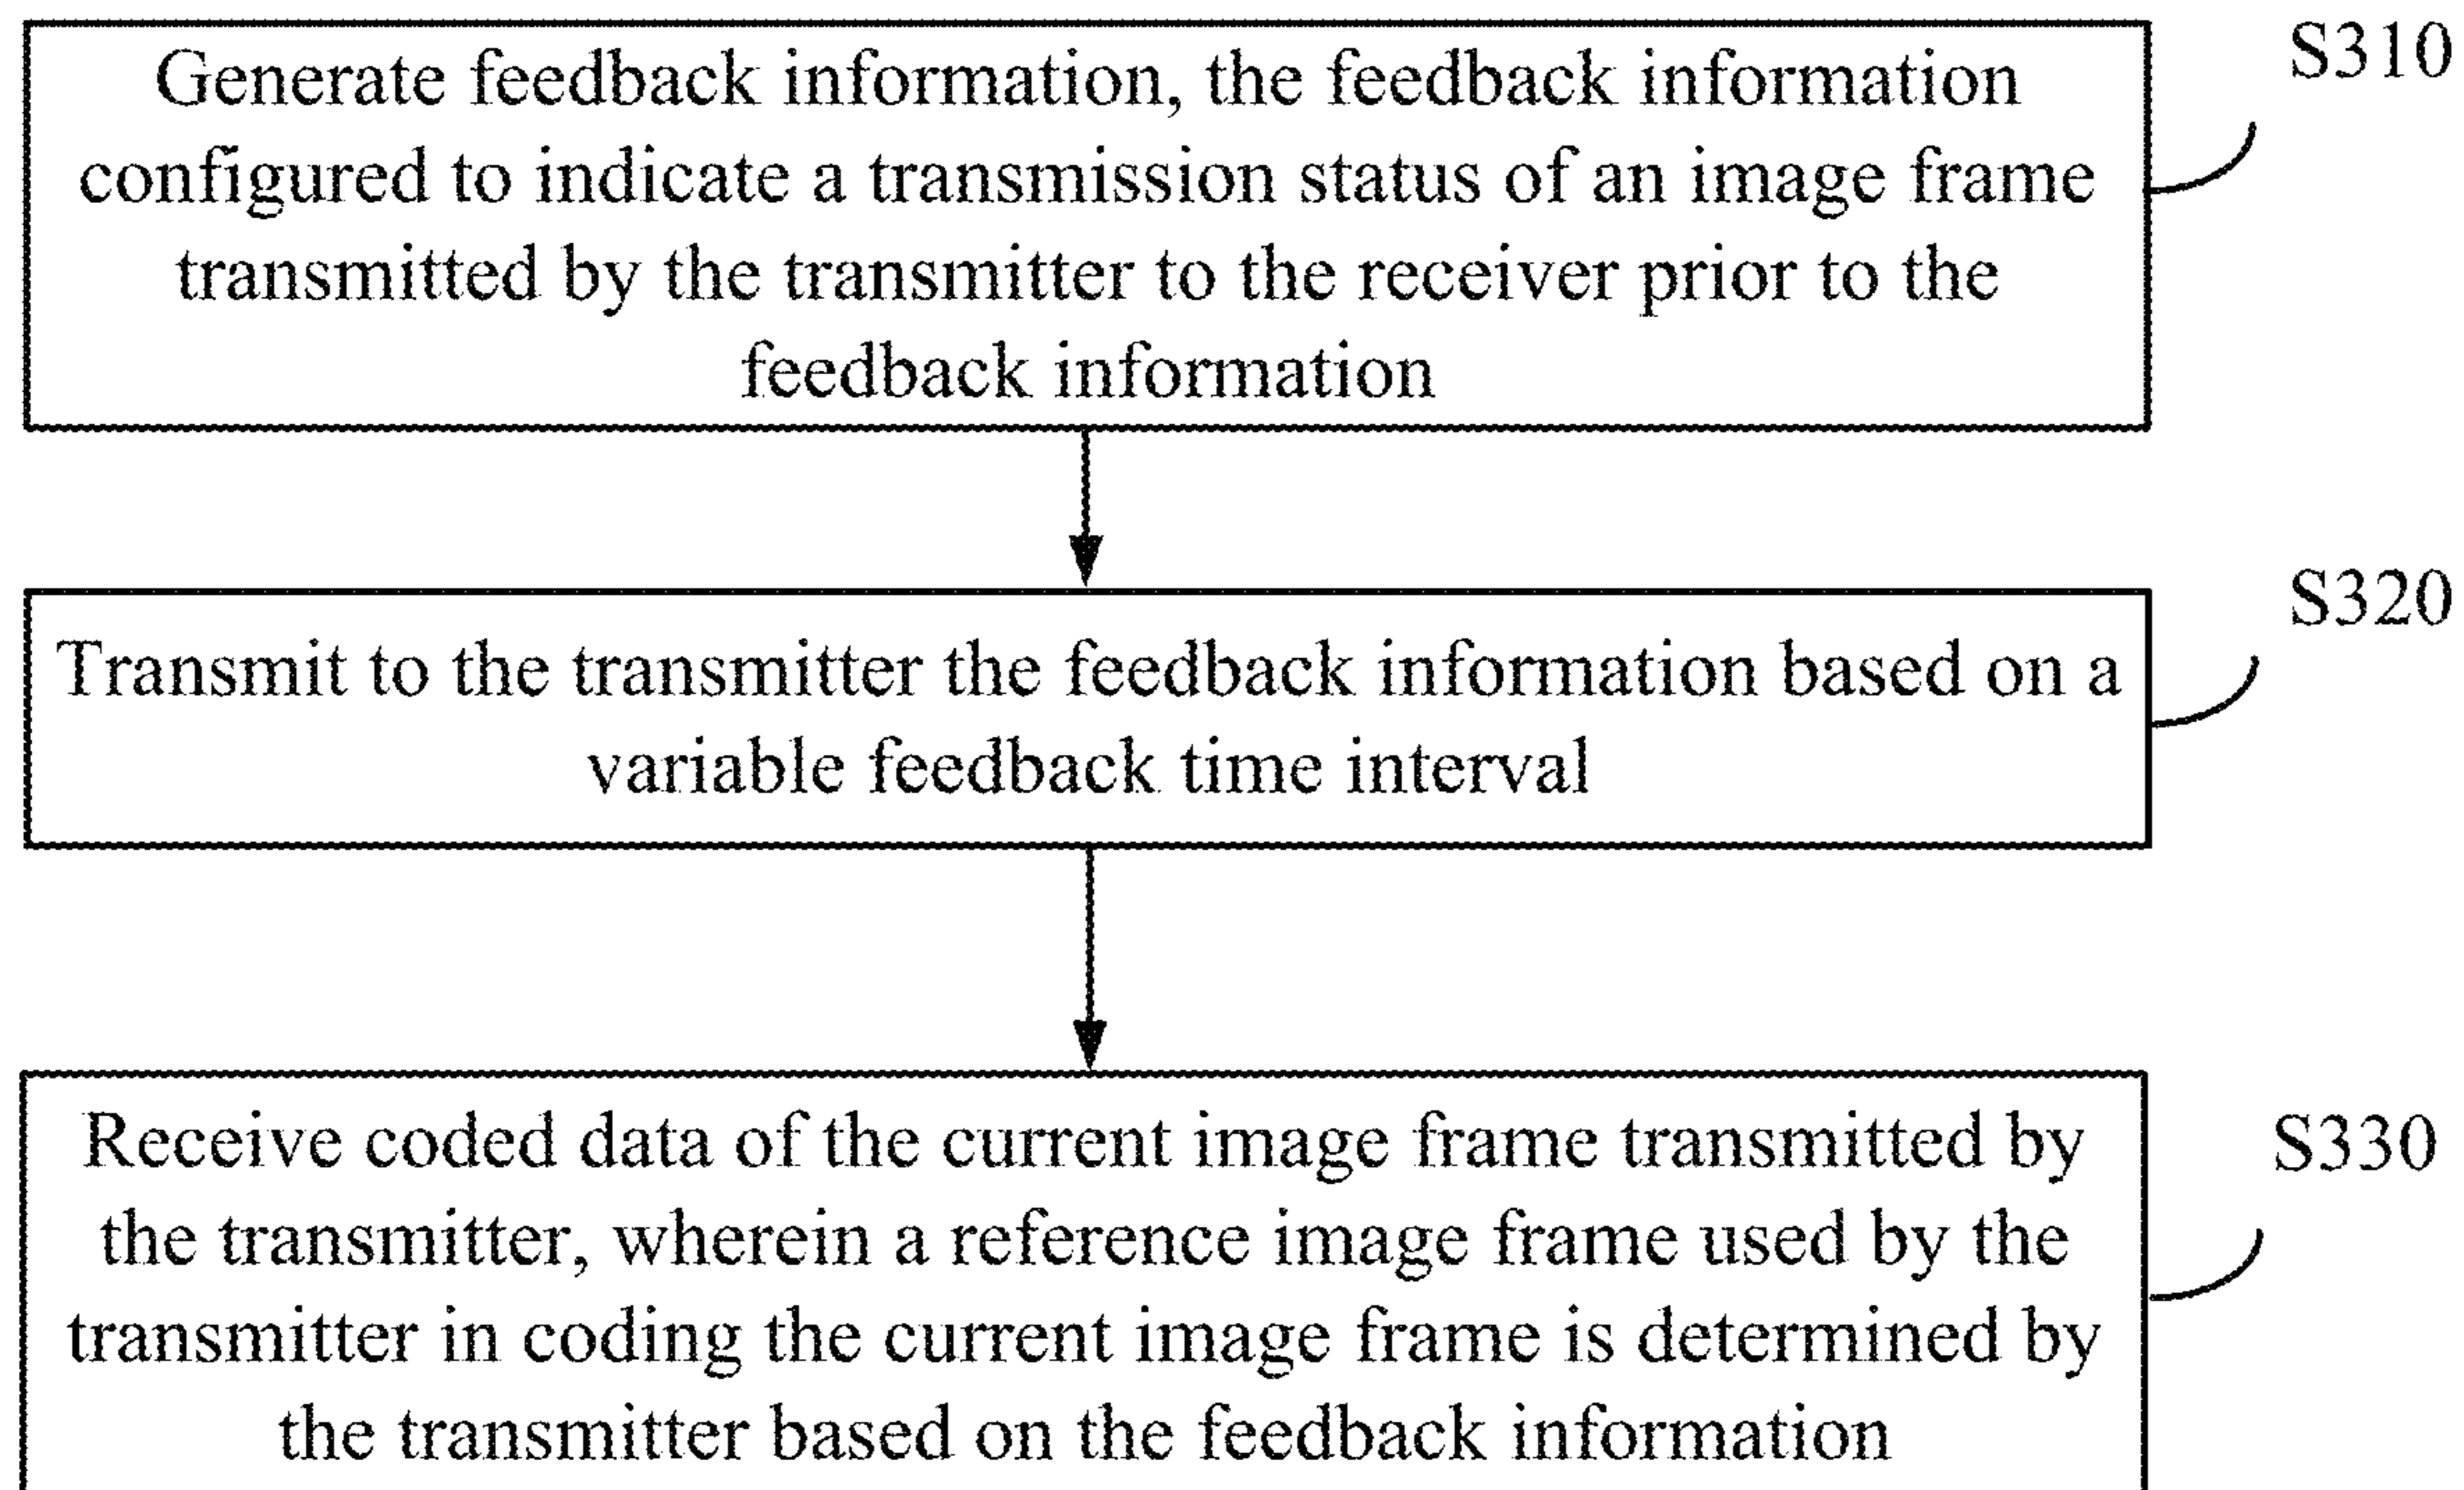 Generate feedback information, the feedback information
configured to indicate a transmission status of an image frame
transmitted by the transmitter to the receiver prior to the
feedback information
S310
Transmit to the transmitter the feedback information based on a
variable feedback time interval
S320
Receive coded data of the current image frame transmitted by
the transmitter, wherein a reference image frame used by the
transmitter in coding the current image frame is determined by
the transmitter based on the feedback information
S330